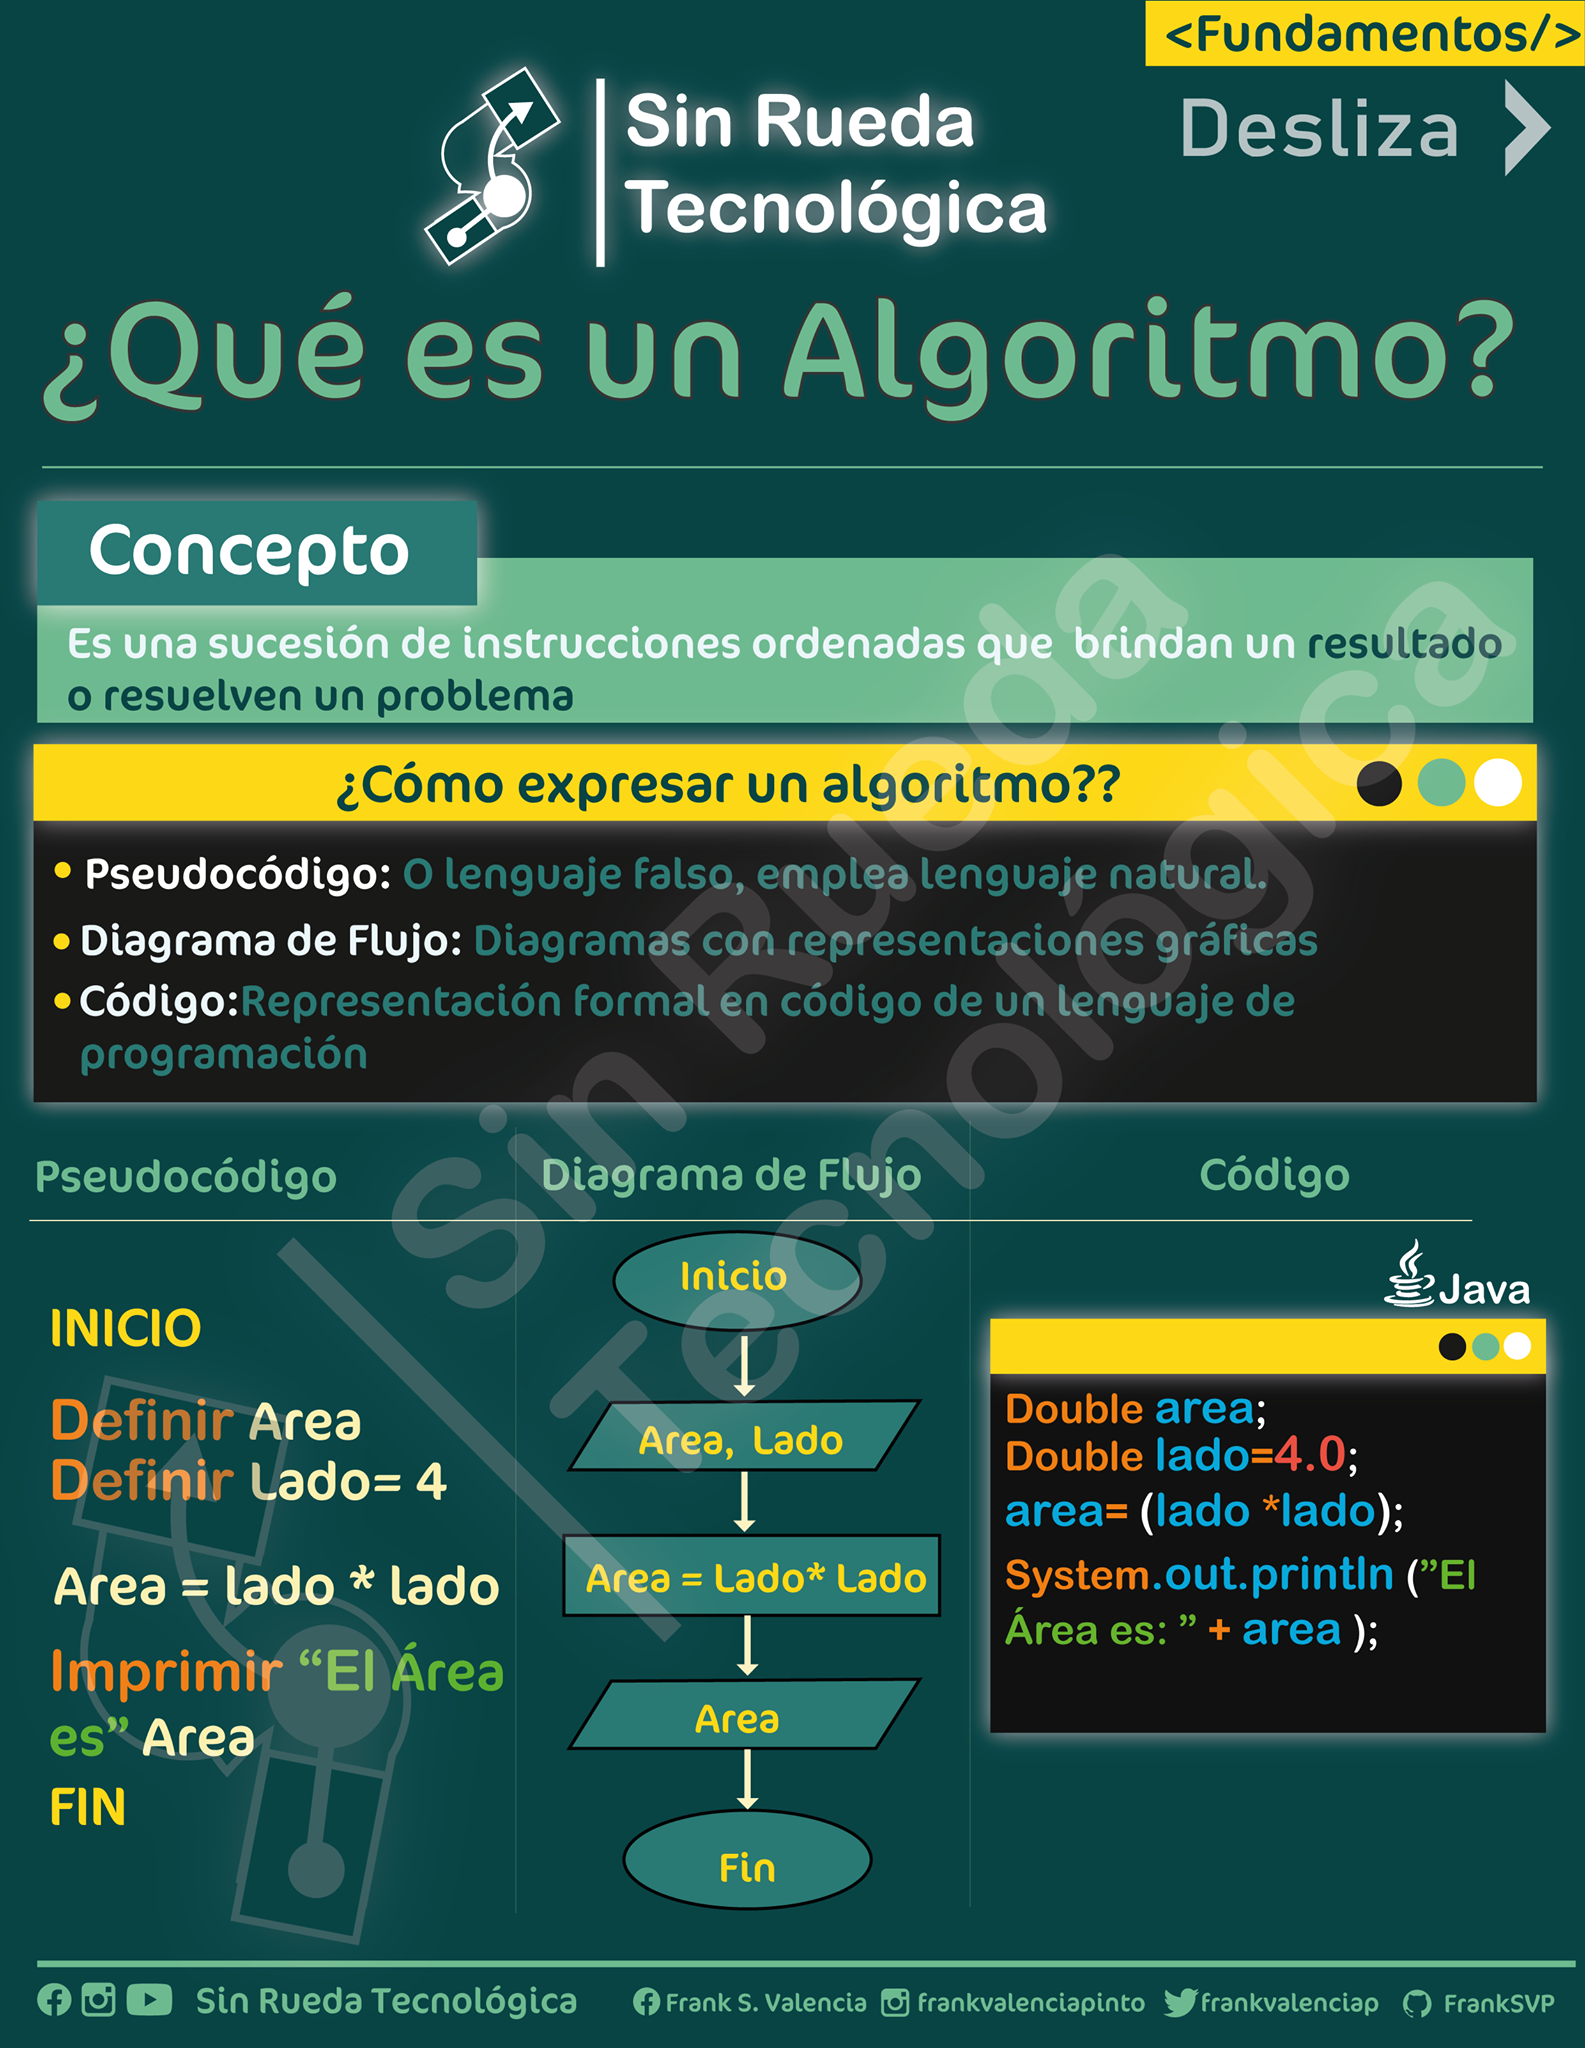 <Fundamentos/>
Desliza
Sin Rueda
Tecnológica
¿Qué es un Algoritmo?
Concepto
Es una sucesión de instrucciones ordenadas que brindan un resultado
o resuelven un problema
¿Cómo expresar un algoritmo??
• Pseudocódigo: O lenguaje falso, emplea lenguaje natural.
• Diagrama de Flujo: Diagramas con representaciones gráficas
• Código:Representación formal en código de un lenguaje de
programación
Pseudocódigo
INICIO
Definir Area
Definir Lado= 4
Area = lado * lado
Imprimir “El Área
es” Area
FIN
Diagrama de Flujo
Inicio
Area, Lado
Area = Lado* Lado
Area
Fin
Código
Java
Double area;
Double lado=4.0;
area= (lado *lado);
System.out.println (”El
Área es: ” + area );
Sin Rueda
Tecnológica
Sin Rueda Tecnológica
Frank S. Valencia
frankvalenciapinto
frankvalenciap
FrankSVP